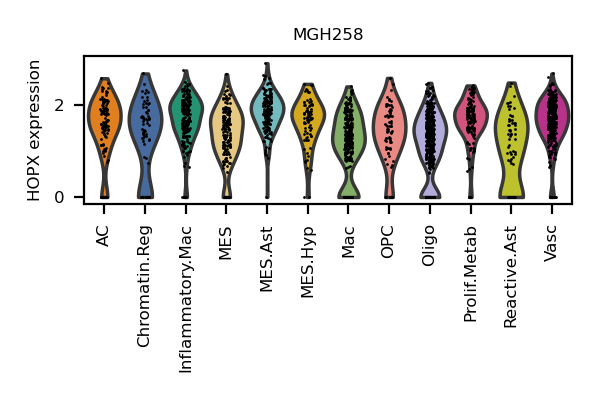 MGH258
HOPX expression
2
0
AC
Chromatin.Reg
Inflammatory.Mac
MES
MES.Ast
MES.Hyp
Mac
OPC
Oligo
Prolif.Metab
Reactive.Ast
Vasc